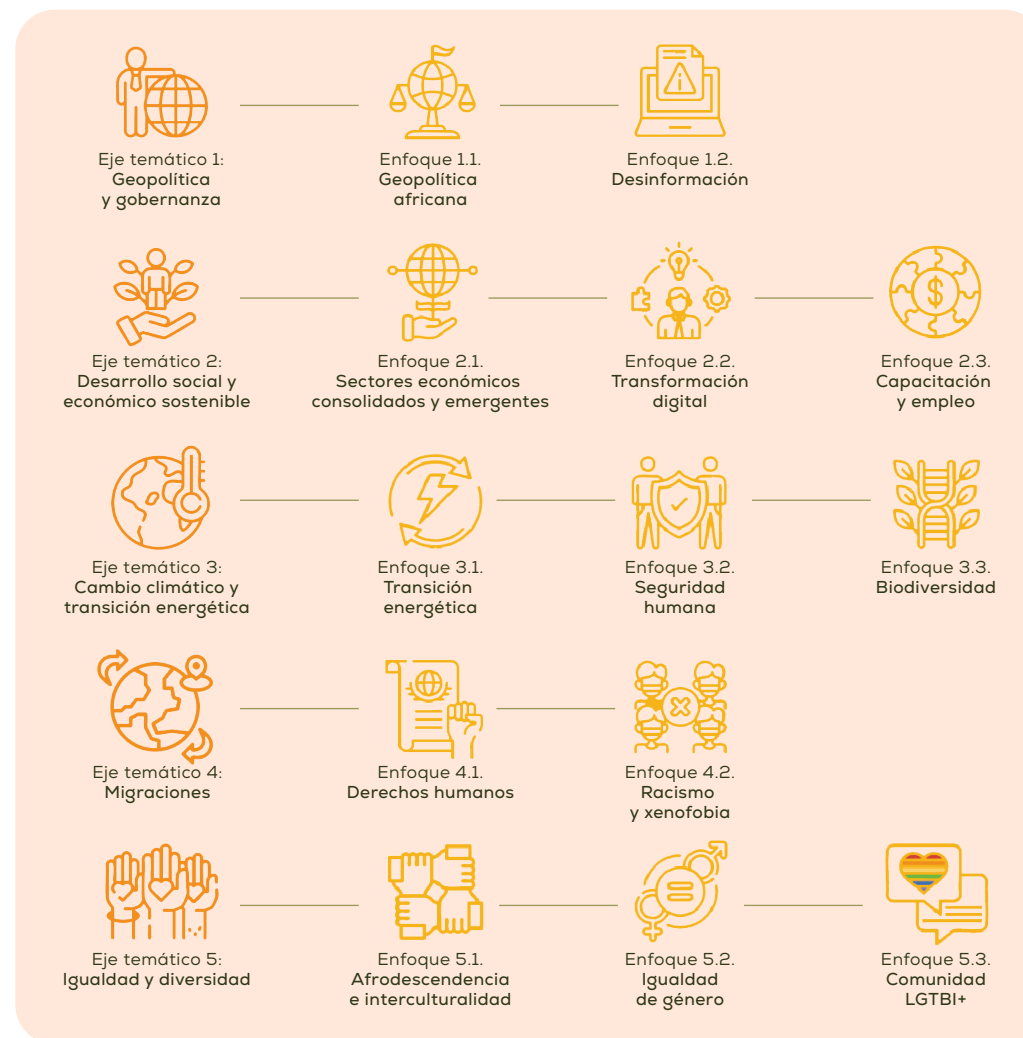 Eje temático 1:
Geopolítica
y gobernanza
Enfoque 1.1.
Geopolítica
africana
Enfoque 1.2.
Desinformación
Eje temático 2:
Desarrollo social y
económico sostenible
Enfoque 2.1.
Sectores económicos
consolidados y emergentes
Enfoque 2.2.
Transformación
digital
$
Enfoque 2.3.
Capacitación
y empleo
Eje temático 3:
Cambio climático y
transición energética
Enfoque 3.1.
Transición
energética
Enfoque 3.2.
Seguridad
humana
Enfoque 3.3.
Biodiversidad
Eje temático 4:
Migraciones
Enfoque 4.1.
Derechos humanos
Enfoque 4.2.
Racismo
y xenofobia
Eje temático 5:
Igualdad y diversidad
Enfoque 5.1.
Afrodescendencia
e interculturalidad
Enfoque 5.2.
Igualdad
de género
Enfoque 5.3.
Comunidad
LGTBI+